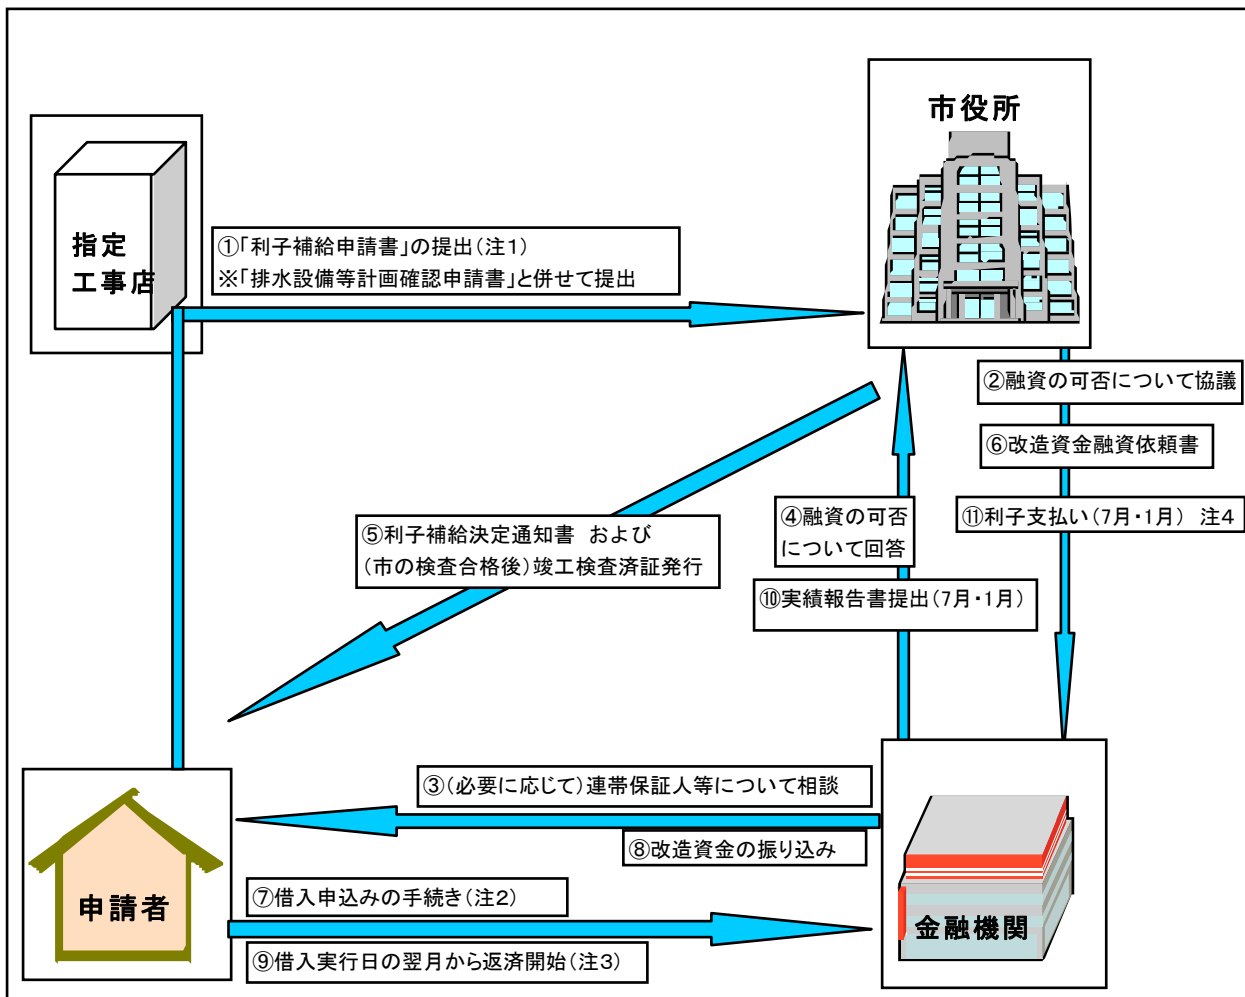 市役所
指定
工事店
①「利子補給申請書」の提出(注1)
※「排水設備等計画確認申請書」と併せて提出
②融資の可否について協議
⑥改造資金融資依頼書
⑪利子支払い(7月・1月) 注4
④融資の可否
について回答
⑩実績報告書提出(7月・1月)
⑤利子補給決定通知書 および
(市の検査合格後)竣工検査済証発行
③(必要に応じて)連帯保証人等について相談
⑧改造資金の振り込み
⑦借入申込みの手続き(注2)
⑨借入実行日の翌月から返済開始(注3)
申請者
金融機関